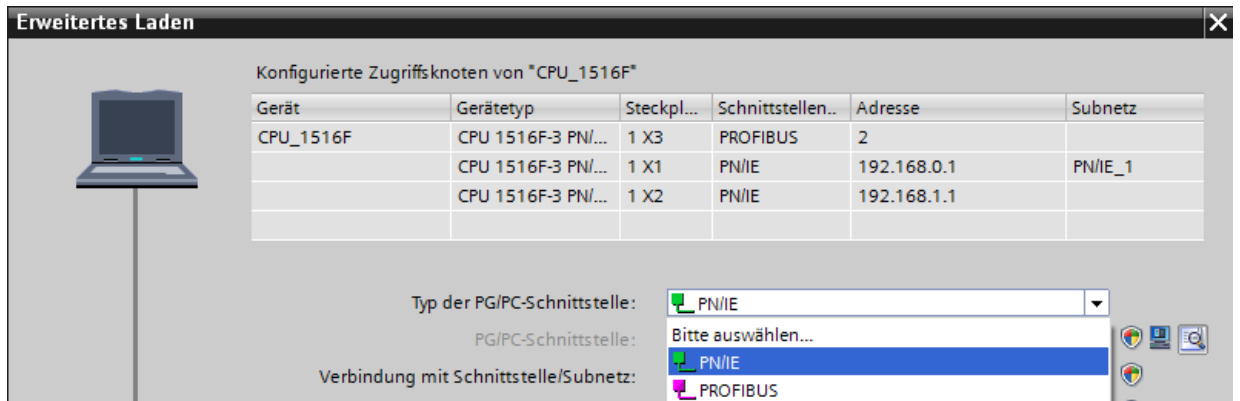 Erweitertes Laden
Konfigurierte Zugriffsknoten von "CPU_1516F"
Gerät Gerätetyp Steckpl... Schnittstellen.. Adresse Subnetz
CPU_1516F CPU 1516F-3 PN/... 1 X3 PROFIBUS 2
CPU 1516F-3 PN/... 1 X1 PN/IE 192.168.0.1 PN/IE_1
CPU 1516F-3 PN/... 1 X2 PN/IE 192.168.1.1
Typ der PG/PC-Schnittstelle: PN/IE
PG/PC-Schnittstelle: Bitte auswählen...
PN/IE
Verbindung mit Schnittstelle/Subnetz:
PROFIBUS